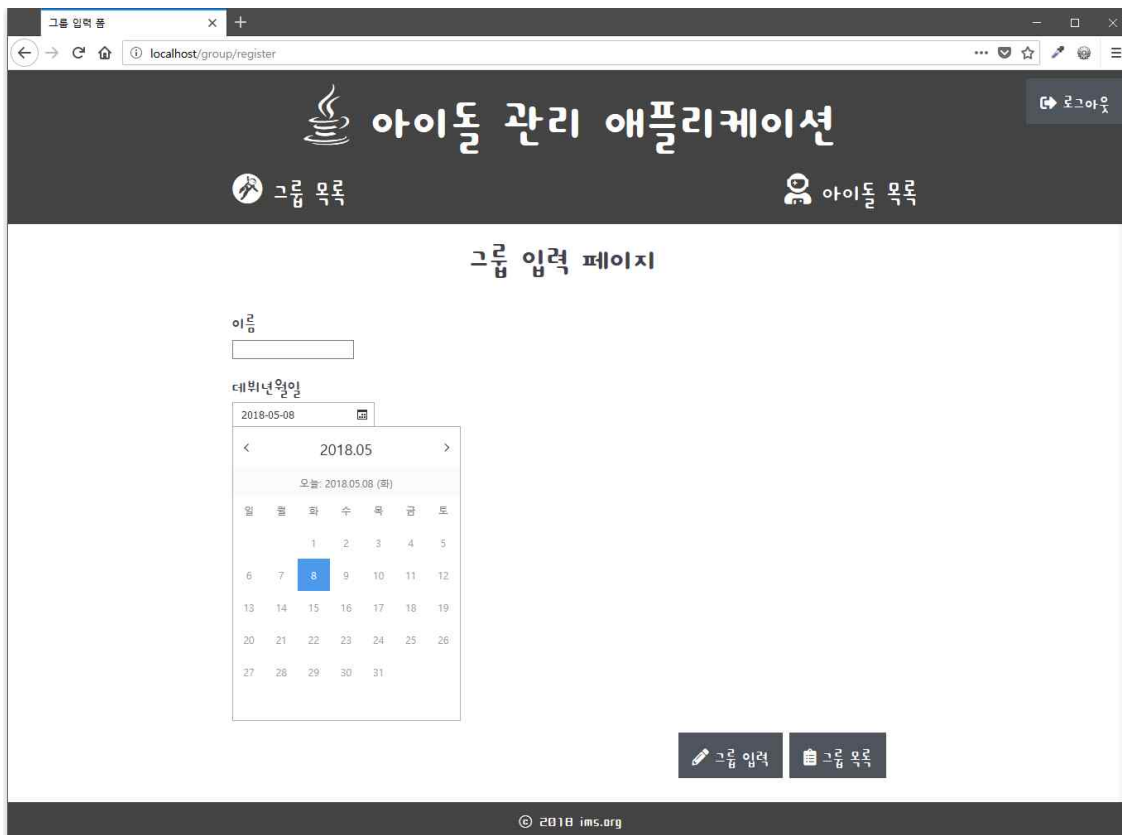 그룹 입력 폼
localhost/group/register
로그아웃
아이돌 관리 애플리케이션
그룹 목록 아이돌 목록
그룹 입력 페이지
이름
데뷔년월일
2018-05-08
2018.05
오늘: 2018.05.08 (화)
일 월 화 수 목 금 토
1 2 3 4 5
6 7 8 9 10 11 12
13 14 15 16 17 18 19
20 21 22 23 24 25 26
27 28 29 30 31
그룹 입력 그룹 목록
© 2018 ims.org